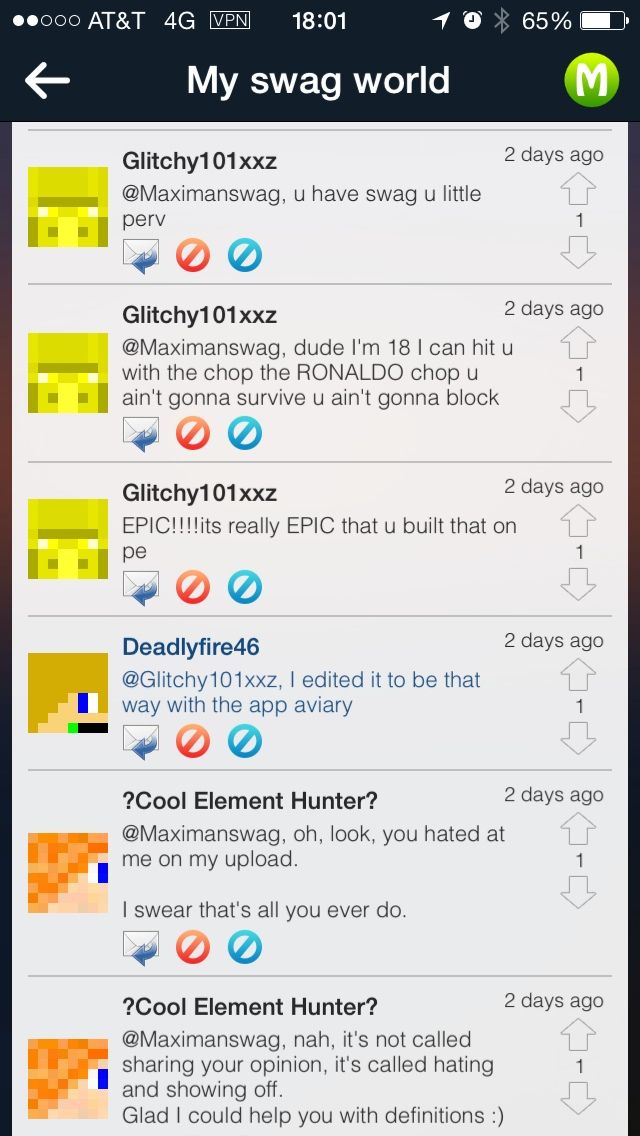 AT&T 4G VPN 18:01 65%
My swag world M
Glitchy101xxz 2 days ago
@Maximanswag, u have swag u little
perv
1
Glitchy101xxz 2 days ago
@Maximanswag, dude I'm 18 I can hit u
with the chop the RONALDO chop u
ain't gonna survive u ain't gonna block
1
Glitchy101xxz 2 days ago
EPIC!!!!its really EPIC that u built that on
pe
1
Deadlyfire46 2 days ago
@Glitchy101xxz, I edited it to be that
way with the app aviary
1
?Cool Element Hunter? 2 days ago
@Maximanswag, oh, look, you hated at
me on my upload.
1
I swear that's all you ever do.
?Cool Element Hunter? 2 days ago
@Maximanswag, nah, it's not called
sharing your opinion, it's called hating
and showing off.
Glad I could help you with definitions :)
1